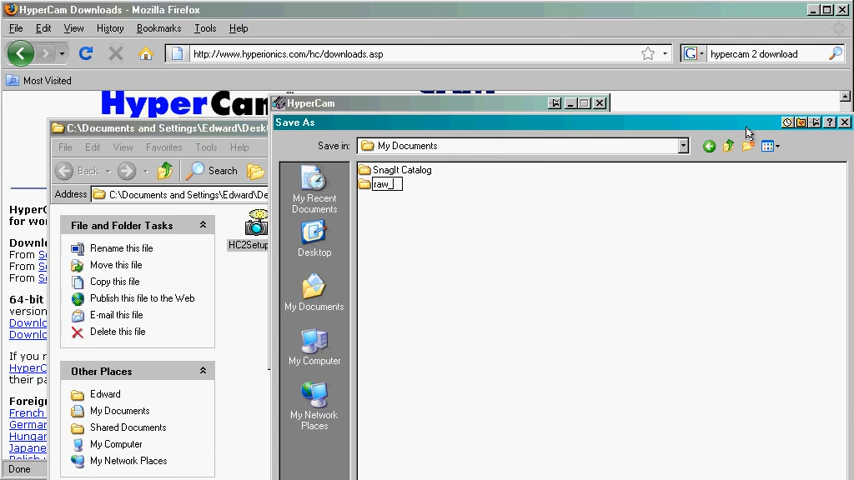 HyperCam Downloads - Mozilla Firefox
File Edit View History Bookmarks Tools Help
http://www.hyperionics.com/hc/downloads.asp
G hypercam 2 download
Most Visited
HyperCam
HyperCam
C:\Documents and Settings\Edward\Desk
Save As
File Edit View Favorites Tools Help
Save in: My Documents
Back Search
Address C:\Documents and Settings\Edward\De
SnagIt Catalog
raw_
My Recent
Documents
Desktop
My Documents
My Computer
My Network
Places
HC2Setup
File and Folder Tasks
Rename this file
Move this file
Copy this file
Publish this file to the Web
E-mail this file
Delete this file
Other Places
Edward
My Documents
Shared Documents
My Computer
My Network Places
HyperC
for wo
Downlo
From S
From S
From S
64-bit
version
Downl
Downl
If you r
HyperC
their pa
Foreig
French
Germa
Hunga
Japane
Done